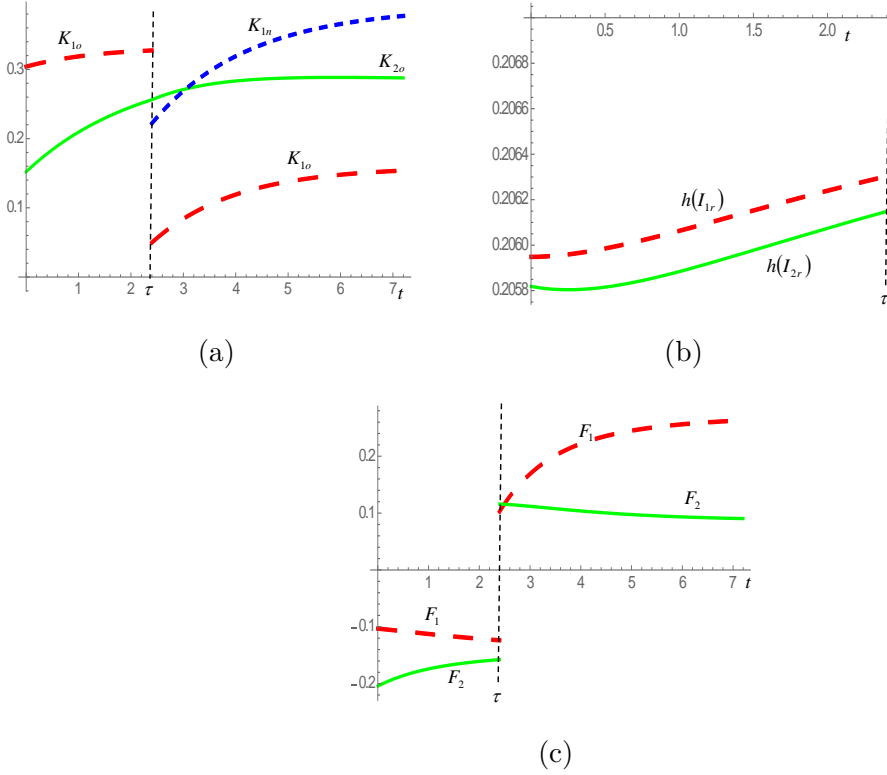 K1o
K1n
K2o
0.3
0.2
0.1
K1o
1 2 3 4 5 6 7 t
τ
(a)
0.5 1.0 1.5 2.0
t
0.2068
0.2066
0.2064
0.2062
0.2060
0.2058
h(I1r)
h(I2r)
τ
(b)
0.2
0.1
F1
F2
1 2 3 4 5 6 7 t
−0.1
−0.2
F1
F2
τ
(c)